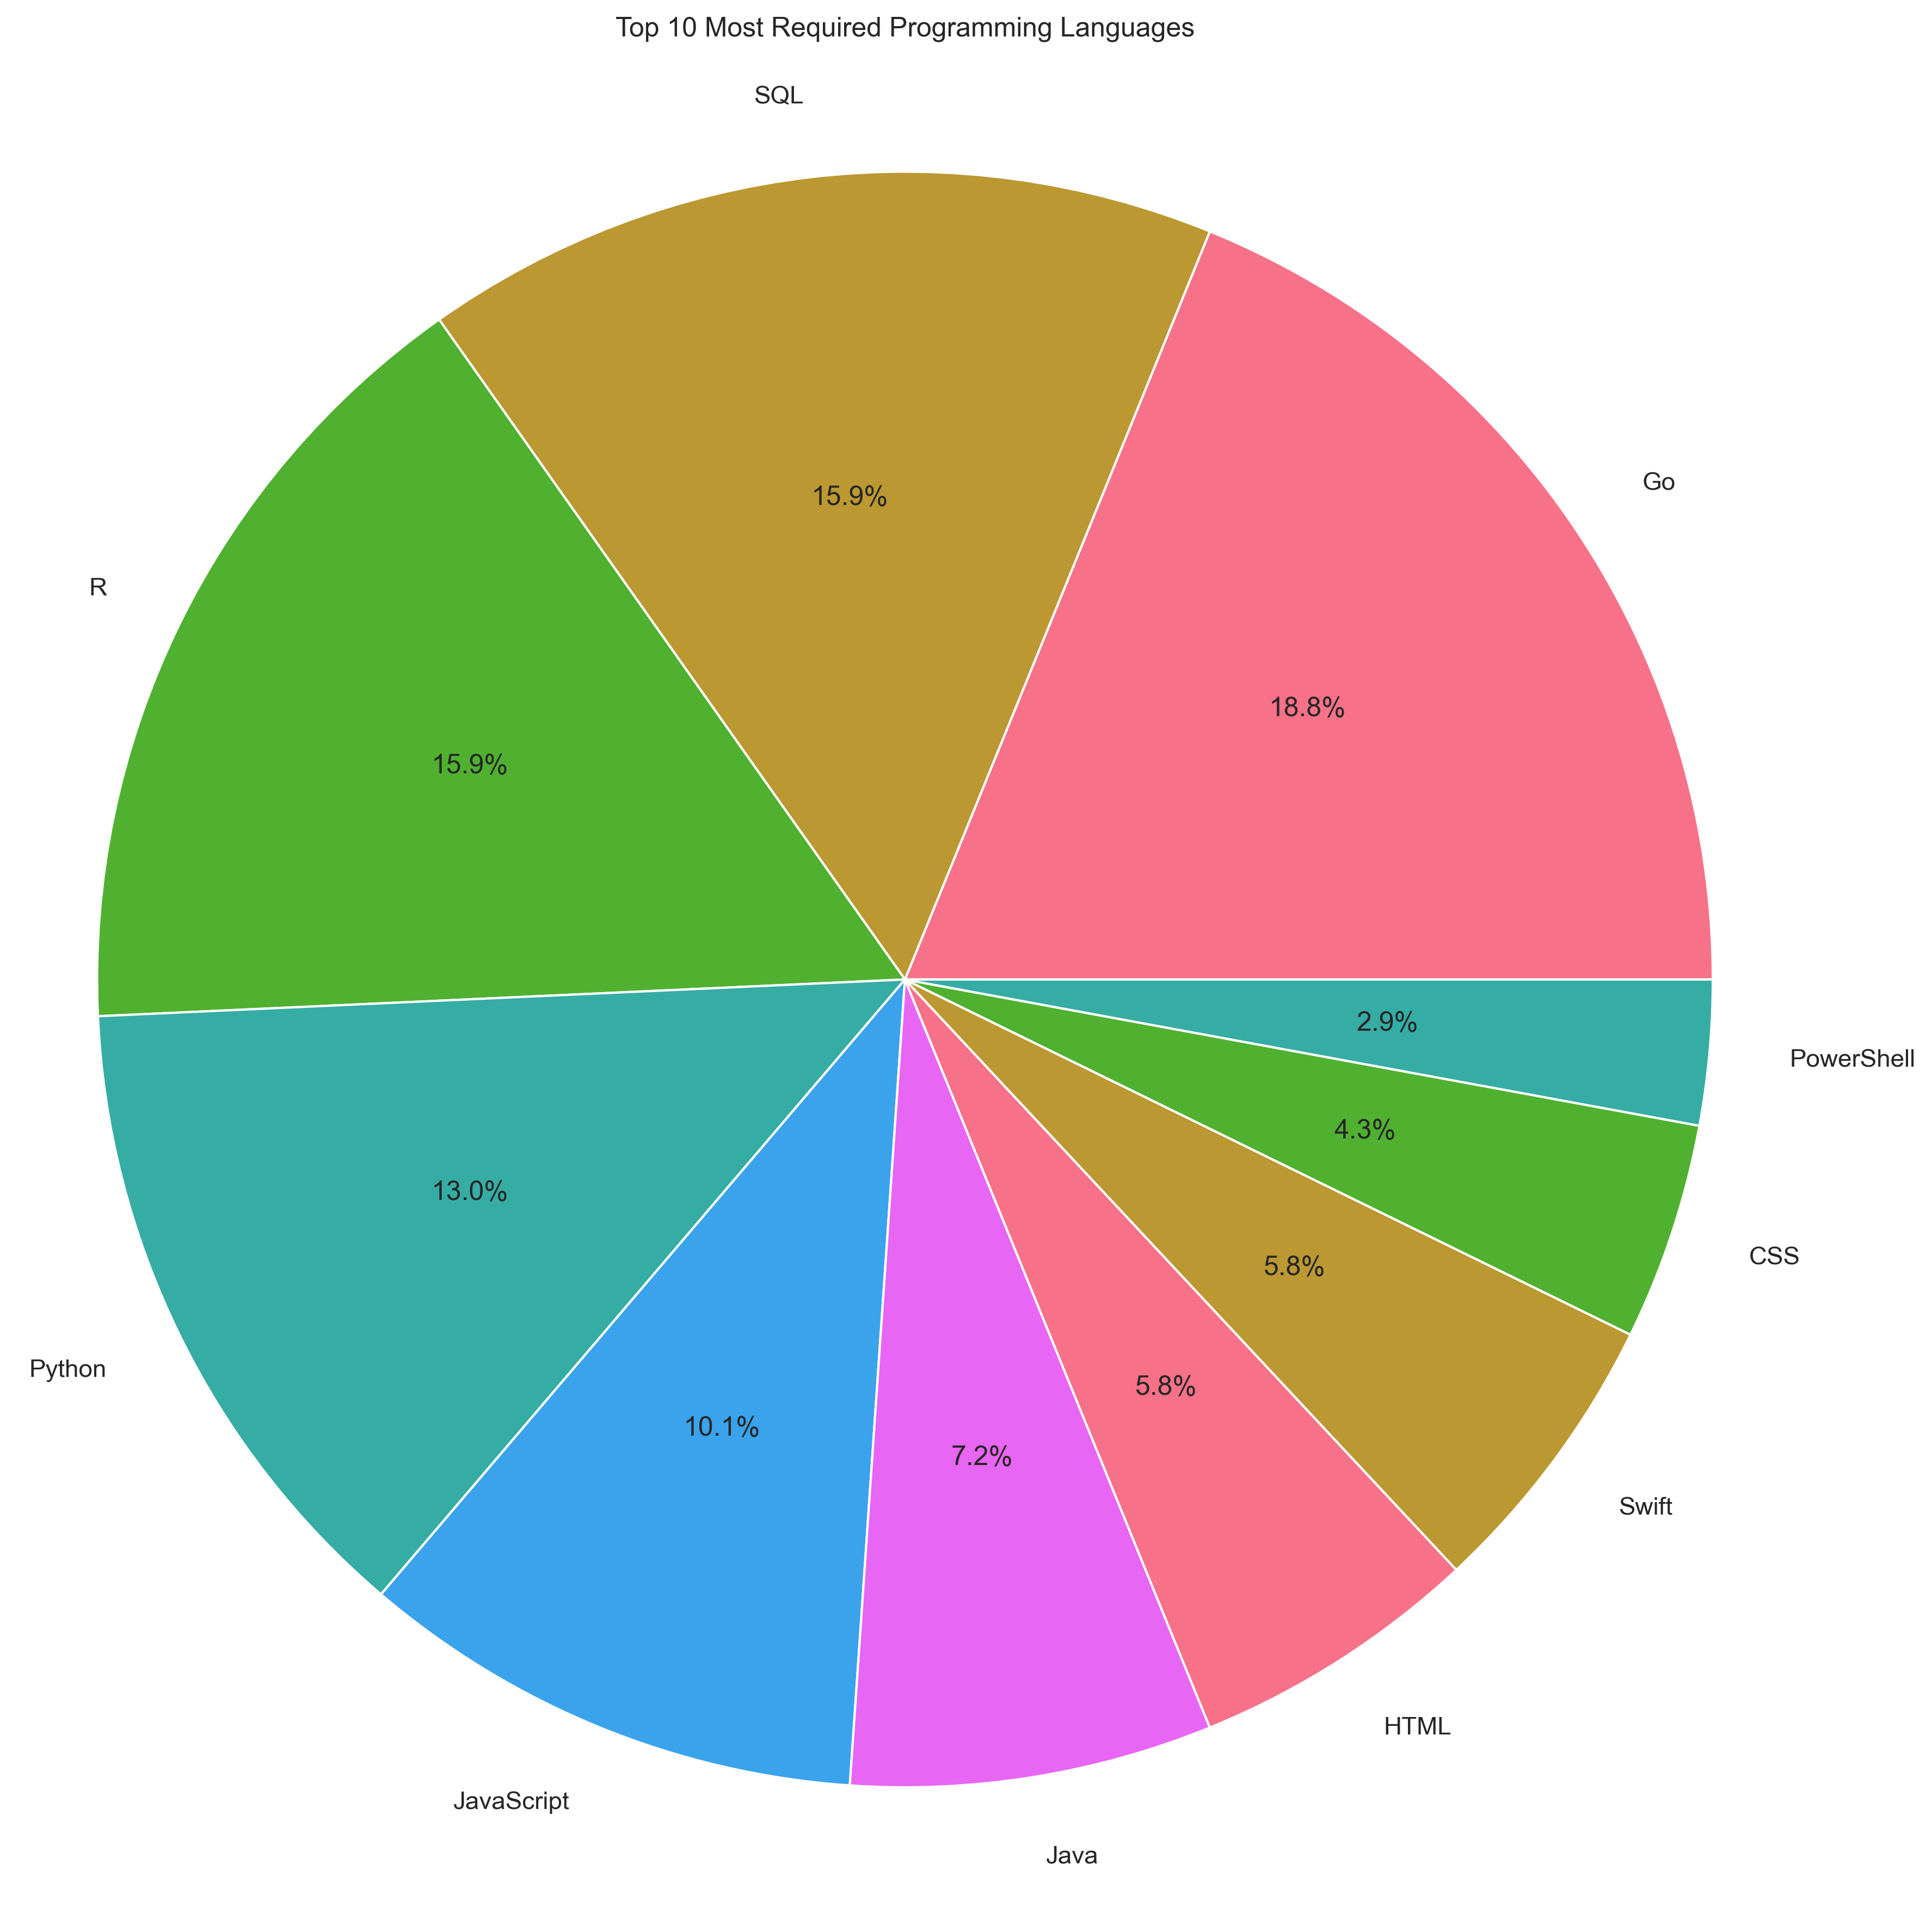 Top 10 Most Required Programming Languages
SQL
Go
15.9%
R
18.8%
15.9%
2.9%
PowerShell
4.3%
13.0%
CSS
5.8%
Python
5.8%
10.1%
7.2%
Swift
HTML
JavaScript
Java